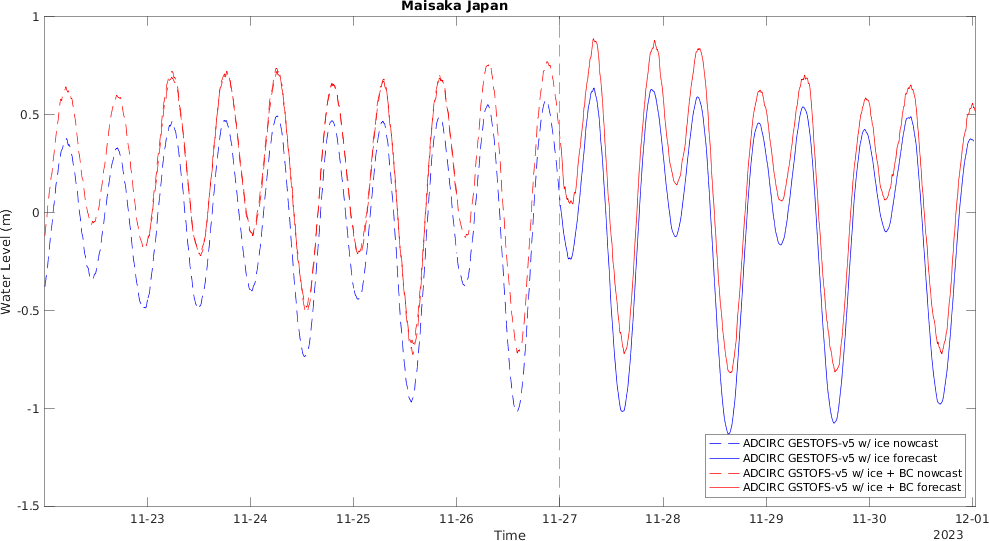 Maisaka Japan
1
0.5
0
-0.5
-1
-1.5
Water Level (m)
11-23
11-24
11-25
11-26
11-27
11-28
11-29
11-30
12-01
Time
2023
ADCIRC GESTOFS-v5 w/ ice nowcast
ADCIRC GESTOFS-v5 w/ ice forecast
ADCIRC GSTOFS-v5 w/ ice + BC nowcast
ADCIRC GSTOFS-v5 w/ ice + BC forecast